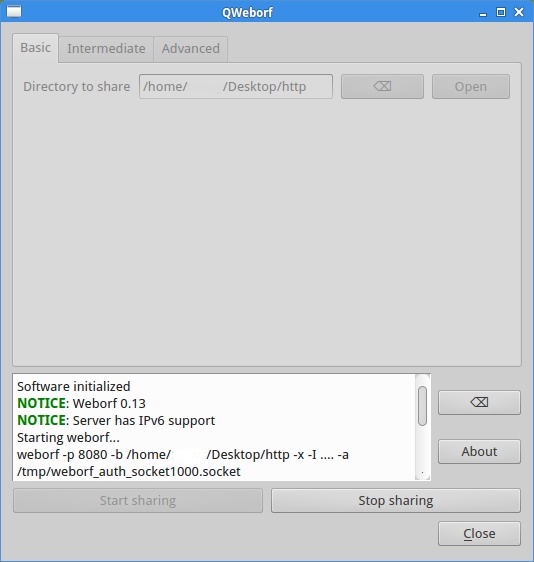 QWeborf
Basic Intermediate Advanced
Directory to share /home/ /Desktop/http ⌫ Open
Software initialized
NOTICE: Weborf 0.13
NOTICE: Server has IPv6 support
Starting weborf...
weborf -p 8080 -b /home/ /Desktop/http -x -I .... -a
/tmp/weborf_auth_socket1000.socket
⌫
About
Start sharing Stop sharing
Close